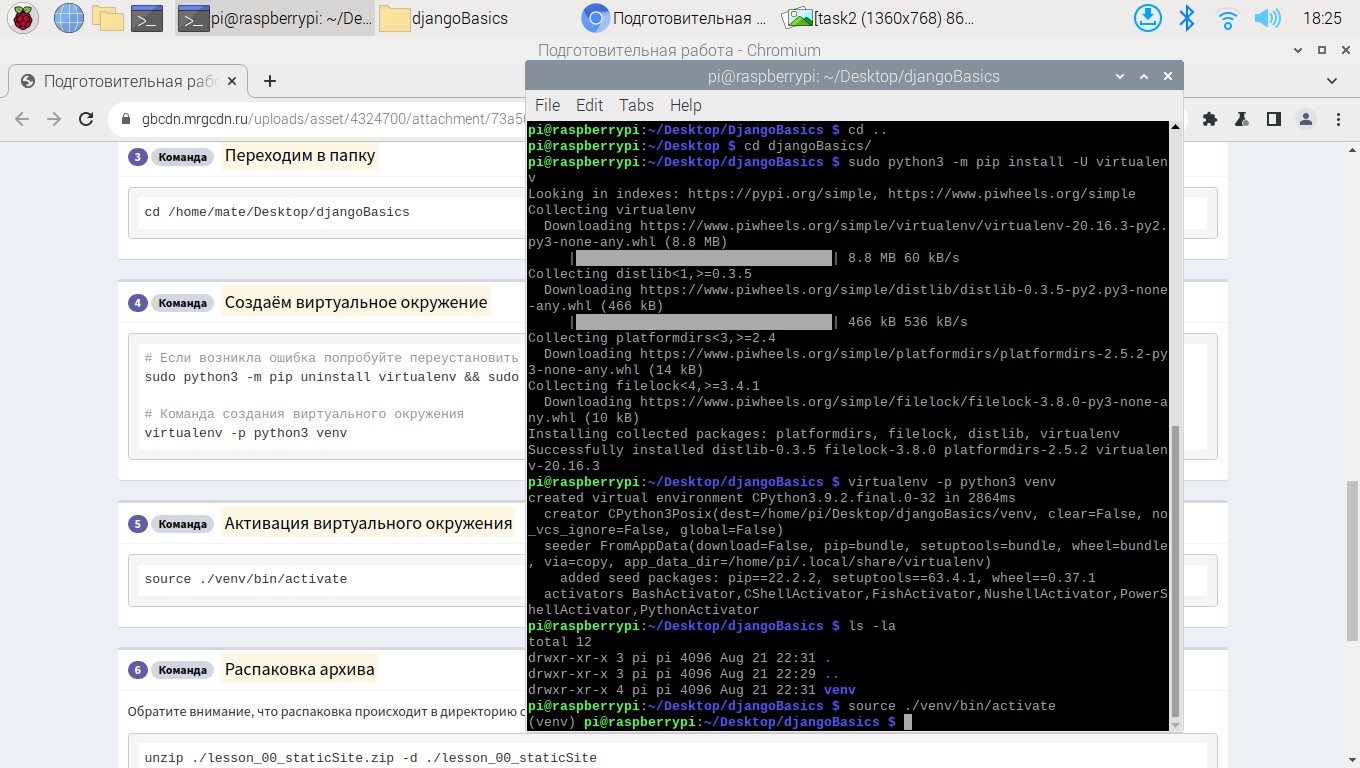 pi@raspberrypi: ~/De...
djangoBasics
Подготовительная ...
[task2 (1360x768) 86...
18:25
Подготовительная работа - Chromium
Подготовительная рабо
gbcdn.mrgcdn.ru/uploads/asset/4324700/attachment/73a50
3 Команда Переходим в папку
cd /home/mate/Desktop/djangoBasics
4 Команда Создаём виртуальное окружение
# Если возникла ошибка попробуйте переустановить
sudo python3 -m pip uninstall virtualenv && sudo
# Команда создания виртуального окружения
virtualenv -p python3 venv
5 Команда Активация виртуального окружения
source ./venv/bin/activate
6 Команда Распаковка архива
Обратите внимание, что распаковка происходит в директорию с
unzip ./lesson_00_staticSite.zip -d ./lesson_00_staticSite
pi@raspberrypi: ~/Desktop/djangoBasics
File Edit Tabs Help
pi@raspberrypi:~/Desktop/DjangoBasics $ cd ..
pi@raspberrypi:~/Desktop $ cd djangoBasics/
pi@raspberrypi:~/Desktop/djangoBasics $ sudo python3 -m pip install -U virtualen
v
Looking in indexes: https://pypi.org/simple, https://www.piwheels.org/simple
Collecting virtualenv
  Downloading https://www.piwheels.org/simple/virtualenv/virtualenv-20.16.3-py2.
py3-none-any.whl (8.8 MB)
     |                                | 8.8 MB 60 kB/s
Collecting distlib<1,>=0.3.5
  Downloading https://www.piwheels.org/simple/distlib/distlib-0.3.5-py2.py3-none
-any.whl (466 kB)
     |                                | 466 kB 536 kB/s
Collecting platformdirs<3,>=2.4
  Downloading https://www.piwheels.org/simple/platformdirs/platformdirs-2.5.2-py
3-none-any.whl (14 kB)
Collecting filelock<4,>=3.4.1
  Downloading https://www.piwheels.org/simple/filelock/filelock-3.8.0-py3-none-a
ny.whl (10 kB)
Installing collected packages: platformdirs, filelock, distlib, virtualenv
Successfully installed distlib-0.3.5 filelock-3.8.0 platformdirs-2.5.2 virtualen
v-20.16.3
pi@raspberrypi:~/Desktop/djangoBasics $ virtualenv -p python3 venv
created virtual environment CPython3.9.2.final.0-32 in 2864ms
  creator CPython3Posix(dest=/home/pi/Desktop/djangoBasics/venv, clear=False, no
_vcs_ignore=False, global=False)
  seeder FromAppData(download=False, pip=bundle, setuptools=bundle, wheel=bundle
, via=copy, app_data_dir=/home/pi/.local/share/virtualenv)
    added seed packages: pip==22.2.2, setuptools==63.4.1, wheel==0.37.1
  activators BashActivator,CShellActivator,FishActivator,NushellActivator,PowerS
hellActivator,PythonActivator
pi@raspberrypi:~/Desktop/djangoBasics $ ls -la
total 12
drwxr-xr-x 3 pi pi 4096 Aug 21 22:31 .
drwxr-xr-x 3 pi pi 4096 Aug 21 22:29 ..
drwxr-xr-x 4 pi pi 4096 Aug 21 22:31 venv
pi@raspberrypi:~/Desktop/djangoBasics $ source ./venv/bin/activate
(venv) pi@raspberrypi:~/Desktop/djangoBasics $